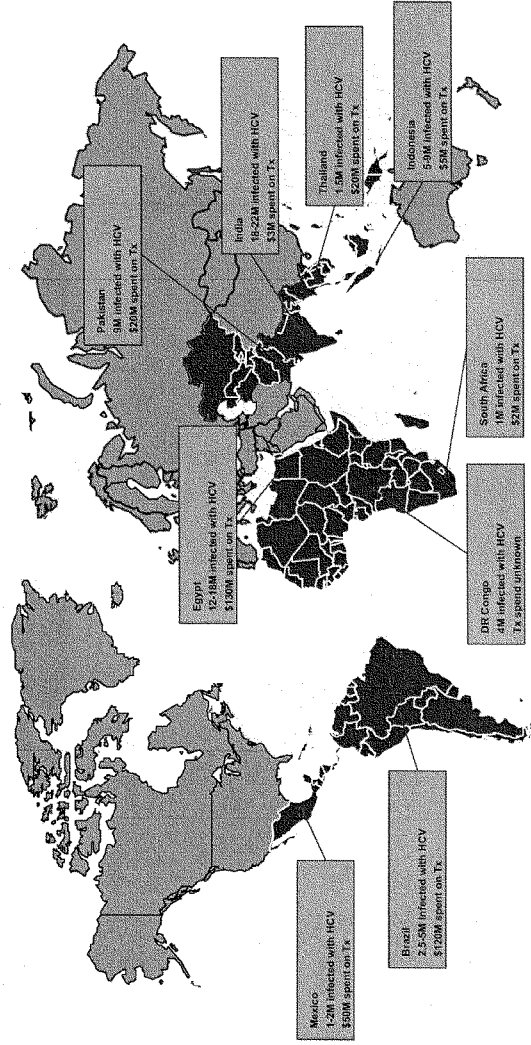 Mexico
1-2M infected with HCV
$50M spent on Tx
Brazil
2.5-5M infected with HCV
$120M spent on Tx
Egypt
12-18M infected with HCV
$130M spent on Tx
DR Congo
4M infected with HCV
Tx spend unknown
South Africa
1M infected with HCV
$2M spent on Tx
Pakistan
9M infected with HCV
$20M spent on Tx
India
18-22M infected with HCV
$3M spent on Tx
Thailand
1.5M infected with HCV
$20M spent on Tx
Indonesia
5-9M infected with HCV
$5M spent on Tx